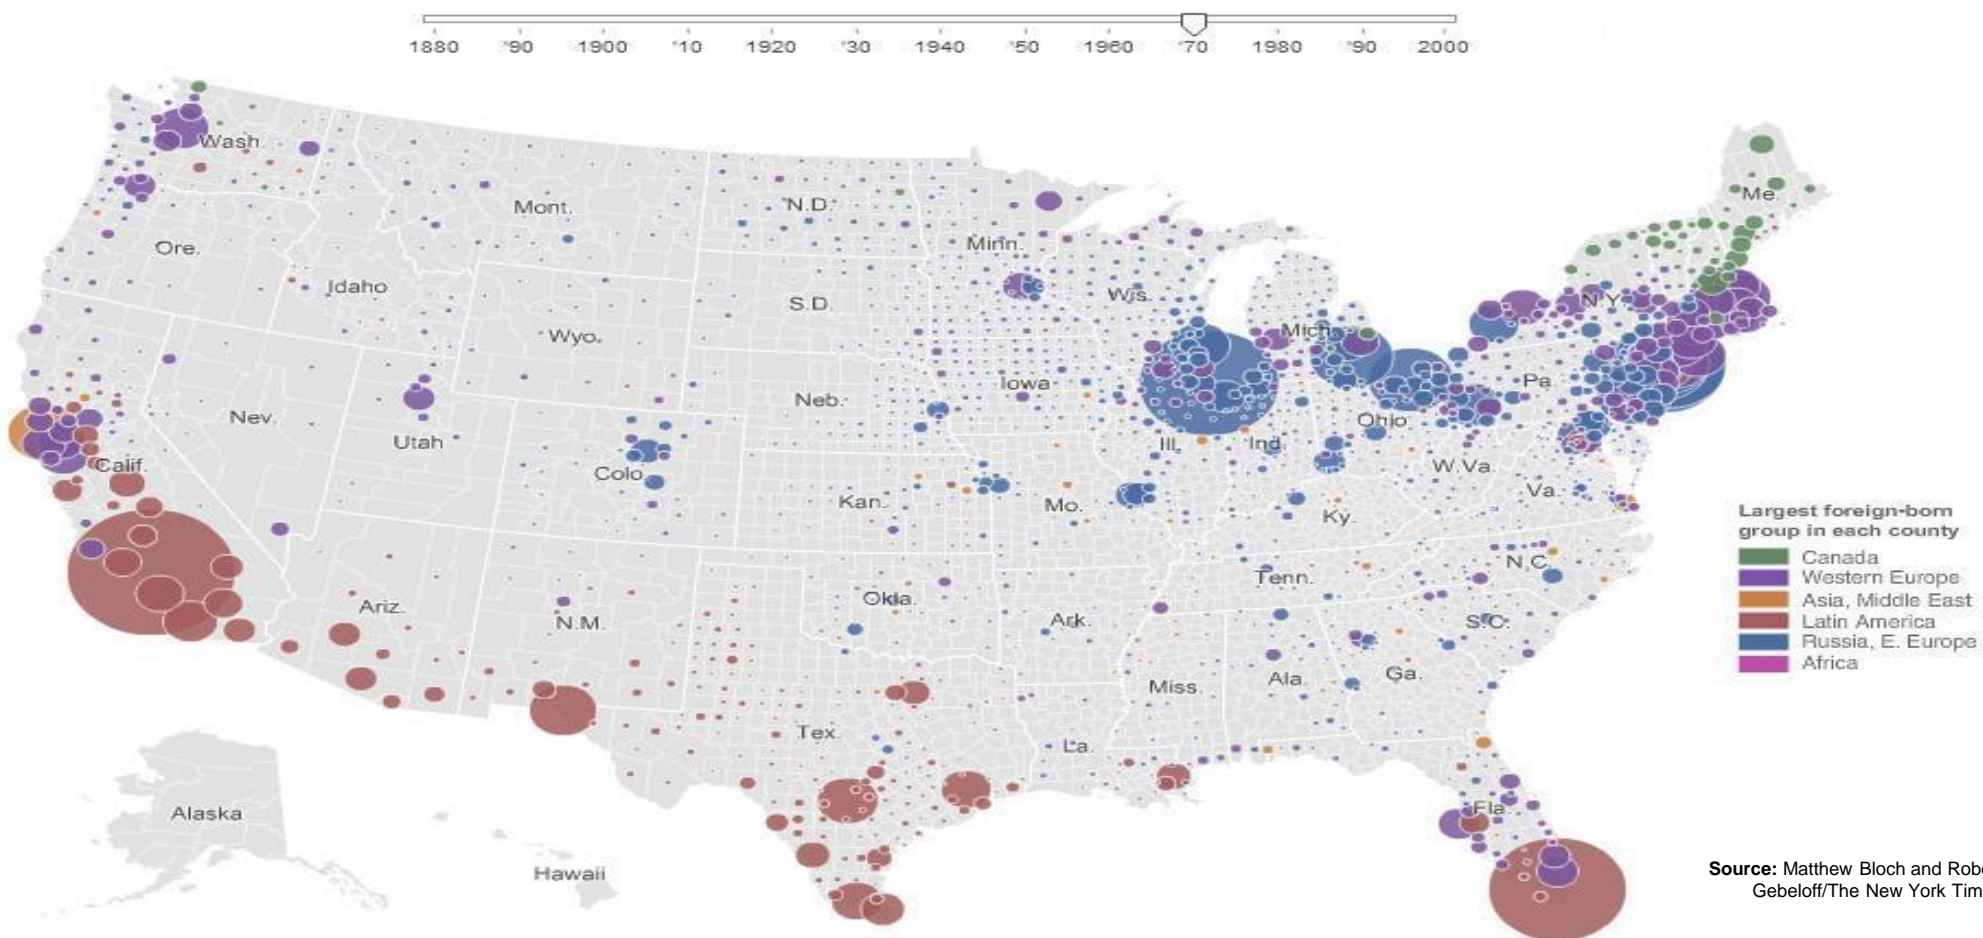 1880 '90 1900 '10 1920 '30 1940 '50 1960 '70 1980 '90 2000
Wash.
Me.
Mont.
N.D.
Ore.
Minn.
Idaho
Wis.
N.Y.
S.D.
Mich.
Wyo.
Iowa
Pa.
Neb.
Nev.
Ohio
Utah
Ill.
Ind.
Calif.
W.Va.
Colo.
Va.
Kan.
Mo.
Ky.
Largest foreign-born
group in each county
Canada
Western Europe
Asia, Middle East
Latin America
Russia, E. Europe
Africa
N.C.
Tenn.
Okla.
Ariz.
Ark.
N.M.
S.C.
Miss.
Ala.
Ga.
Tex.
La.
Alaska
Fla.
Hawaii
Source: Matthew Bloch and Robe
Gebeloff/The New York Tim